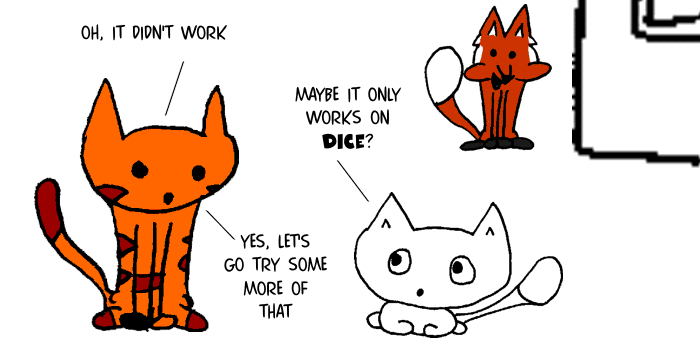 OH, IT DIDN'T WORK
MAYBE IT ONLY
WORKS ON
DICE?
YES, LET'S
GO TRY SOME
MORE OF
THAT